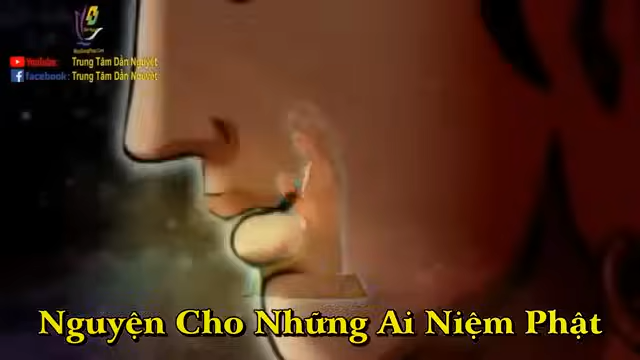 YouTube: Trung Tâm Dẫn Nguyệt
facebook: Trung Tâm Dẫn Nguyệt
Nguyện Cho Những Ai Niệm Phật